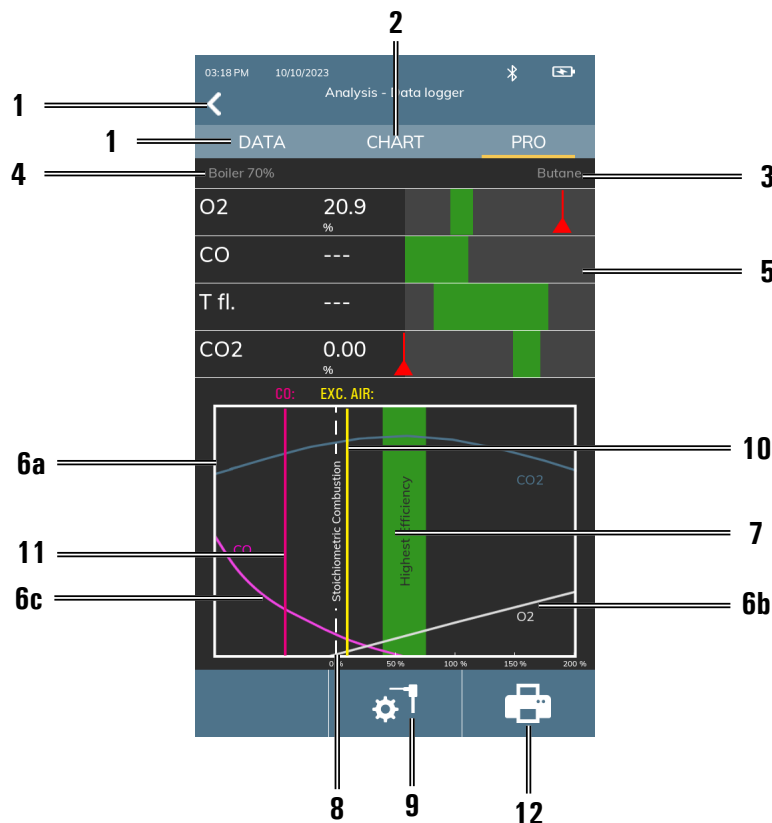 2
03:18 PM 10/10/2023
Analysis - Data logger
1
1 DATA CHART PRO
4 Boiler 70% Butane 3
O2 20.9
%
CO --- 5
T fl. ---
CO2 0.00
%
CO: EXC. AIR:
6a 10
CO2
Stoichiometric Combustion
Highest Efficiency
7
11 CO
6c 6b
O2
0 % 50 % 100 % 150 % 200 %
8 9 12